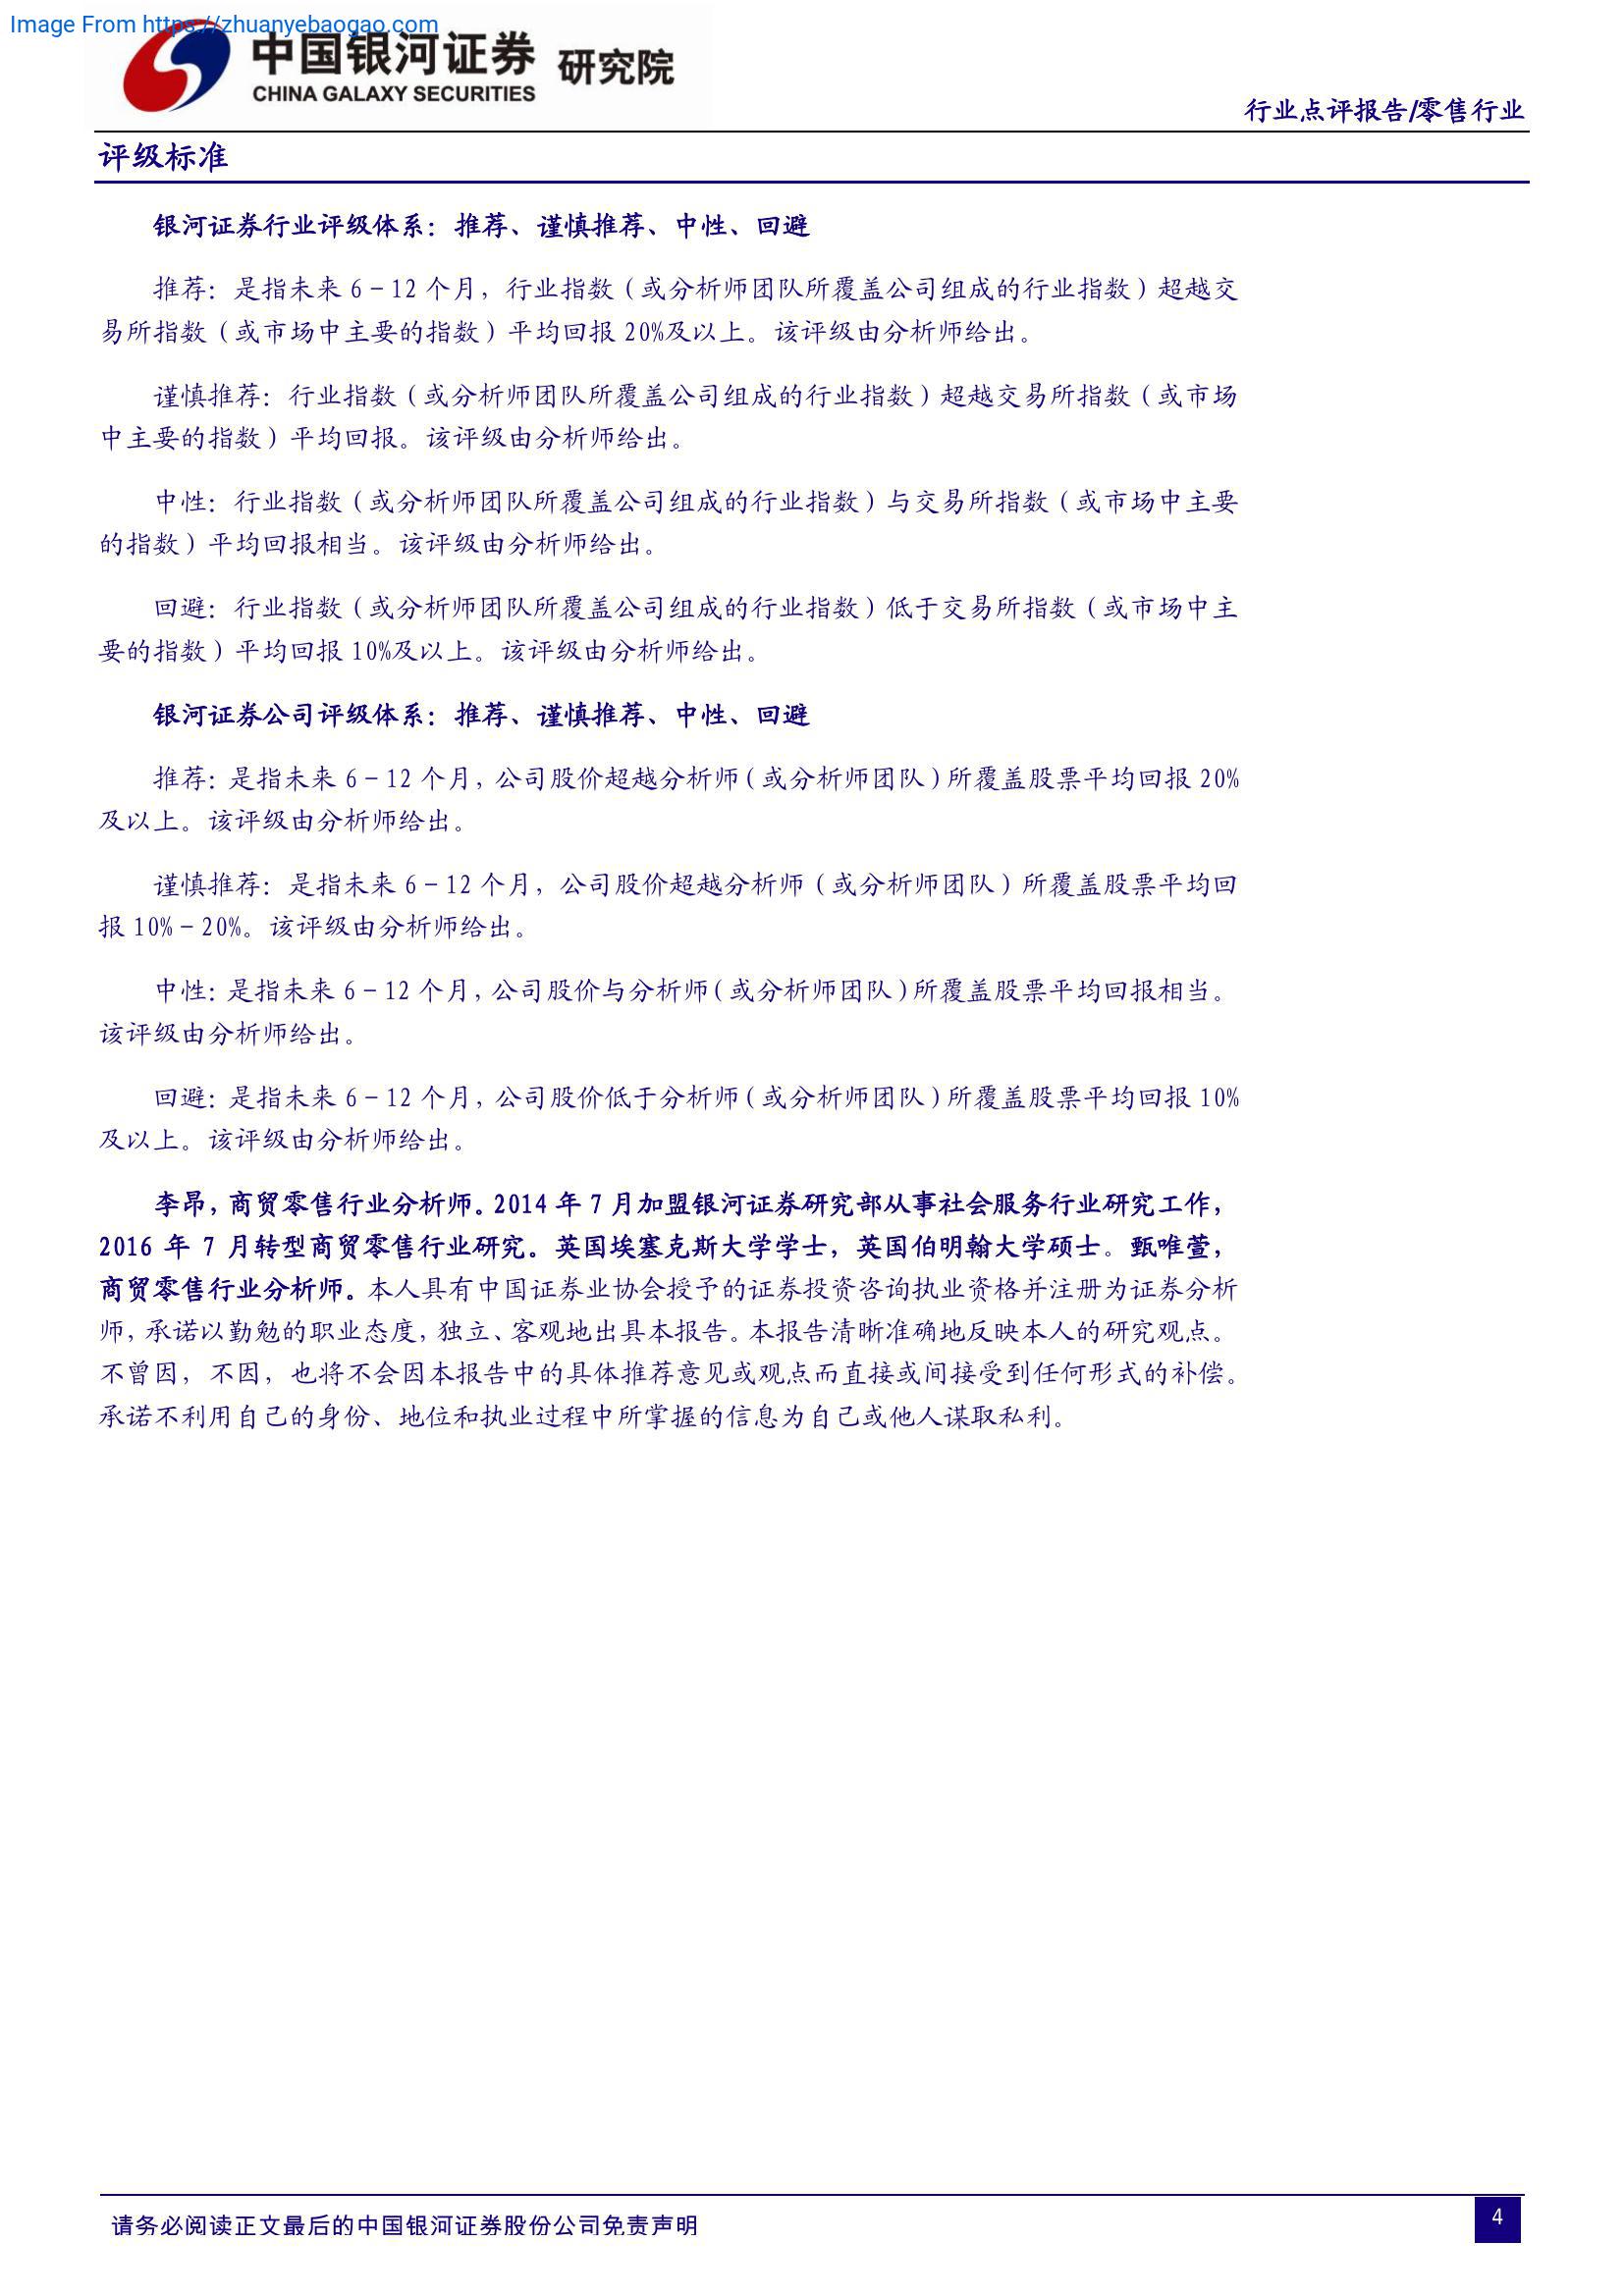 Image From https://zhuanyebaogao.com
中国银河证券 研究院
CHINA GALAXY SECURITIES
行业点评报告/零售行业
评级标准
银河证券行业评级体系：推荐、谨慎推荐、中性、回避
推荐：是指未来 6－12 个月，行业指数（或分析师团队所覆盖公司组成的行业指数）超越交
易所指数（或市场中主要的指数）平均回报 20%及以上。该评级由分析师给出。
谨慎推荐：行业指数（或分析师团队所覆盖公司组成的行业指数）超越交易所指数（或市场
中主要的指数）平均回报。该评级由分析师给出。
中性：行业指数（或分析师团队所覆盖公司组成的行业指数）与交易所指数（或市场中主要
的指数）平均回报相当。该评级由分析师给出。
回避：行业指数（或分析师团队所覆盖公司组成的行业指数）低于交易所指数（或市场中主
要的指数）平均回报 10%及以上。该评级由分析师给出。
银河证券公司评级体系：推荐、谨慎推荐、中性、回避
推荐：是指未来 6－12 个月，公司股价超越分析师（或分析师团队）所覆盖股票平均回报 20%
及以上。该评级由分析师给出。
谨慎推荐：是指未来 6－12 个月，公司股价超越分析师（或分析师团队）所覆盖股票平均回
报 10%－20%。该评级由分析师给出。
中性：是指未来 6－12 个月，公司股价与分析师（或分析师团队）所覆盖股票平均回报相当。
该评级由分析师给出。
回避：是指未来 6－12 个月，公司股价低于分析师（或分析师团队）所覆盖股票平均回报 10%
及以上。该评级由分析师给出。
李昂，商贸零售行业分析师。2014 年 7 月加盟银河证券研究部从事社会服务行业研究工作，
2016 年 7 月转型商贸零售行业研究。英国埃塞克斯大学学士，英国伯明翰大学硕士。甄唯萱，
商贸零售行业分析师。本人具有中国证券业协会授予的证券投资咨询执业资格并注册为证券分析
师，承诺以勤勉的职业态度，独立、客观地出具本报告。本报告清晰准确地反映本人的研究观点。
不曾因，不因，也将不会因本报告中的具体推荐意见或观点而直接或间接受到任何形式的补偿。
承诺不利用自己的身份、地位和执业过程中所掌握的信息为自己或他人谋取私利。
请务必阅读正文最后的中国银河证券股份公司免责声明
4